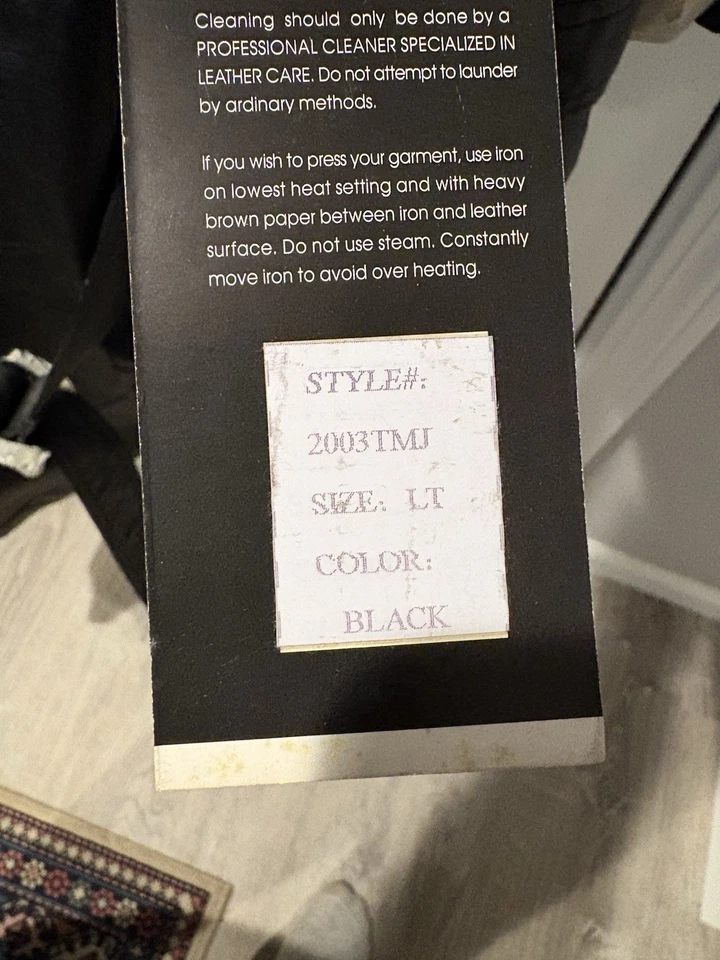 Cleaning should only be done by a
PROFESSIONAL CLEANER SPECIALIZED IN
LEATHER CARE. Do not attempt to launder
by ordinary methods.
If you wish to press your garment, use iron
on lowest heat setting and with heavy
brown paper between iron and leather
surface. Do not use steam. Constantly
move iron to avoid over heating.
STYLE#:
2003TMJ
SIZE: LT
COLOR:
BLACK